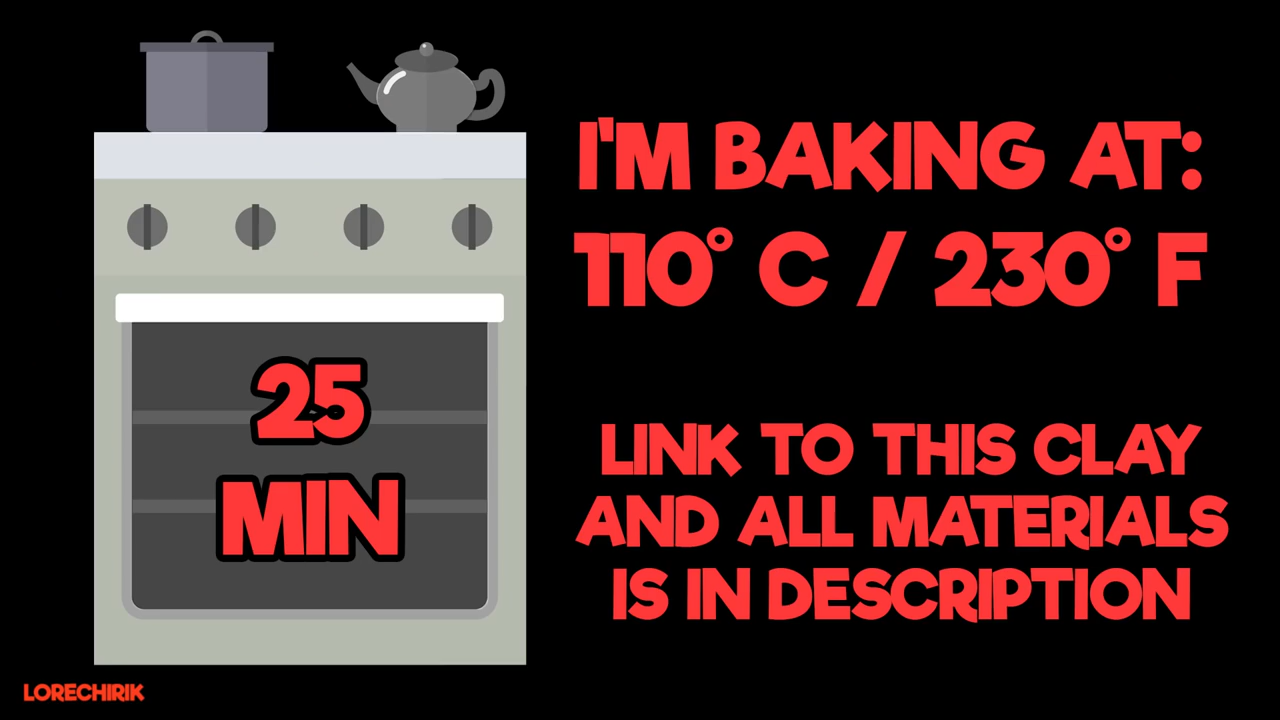 I'M BAKING AT:
110° C / 230° F
25
MIN
LINK TO THIS CLAY
AND ALL MATERIALS
IS IN DESCRIPTION
LORECHIRIK